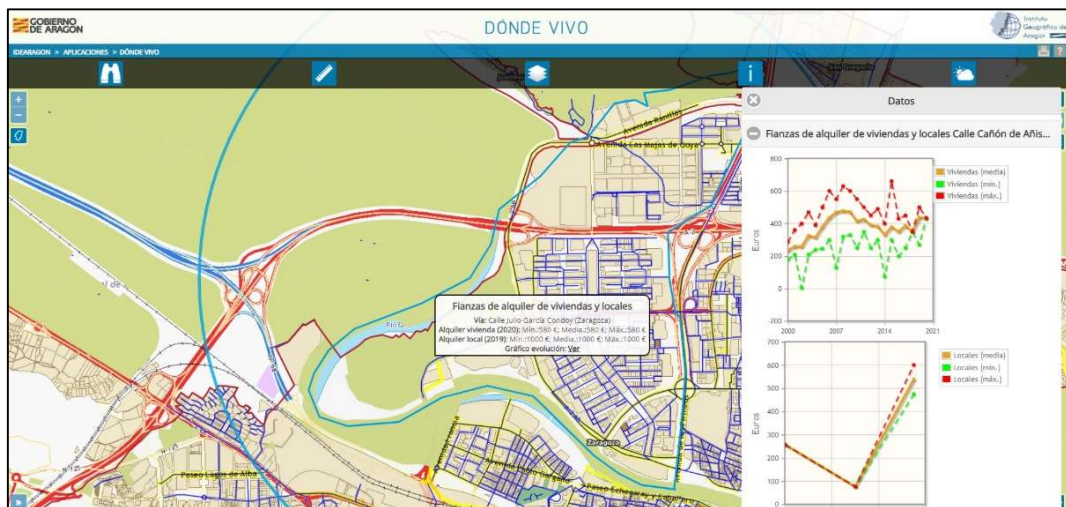 GOBIERNO
DE ARAGON
DÓNDE VIVO
Instituto
Geográfico de
Aragón
IDEARAGON > APLICACIONES > DÓNDE VIVO
?
i
+
−
»
Datos
Fianzas de alquiler de viviendas y locales Calle Cañón de Añis...
800
600
400
200
0
-200
Euros
2000
2007
2014
2021
Viviendas (media)
Viviendas (mín.)
Viviendas (máx.)
700
600
500
400
300
200
100
0
Euros
Locales (media)
Locales (mín.)
Locales (máx.)
Fianzas de alquiler de viviendas y locales
Vía: Calle Julio García Condoy (Zaragoza)
Alquiler vivienda (2020): Mín.:580 €; Media.:580 €; Máx.:580 €
Alquiler local (2019): Mín.:1000 €; Media.:1000 €; Máx.:1000 €
Gráfico evolución: Ver
Avenida Ranillas
Avenida Las Majas de Goya
San Gregorio
Zaragoza
Avenida Pablo Gargallo
Paseo Echegaray y Caballero
Paseo Lagos de Alba